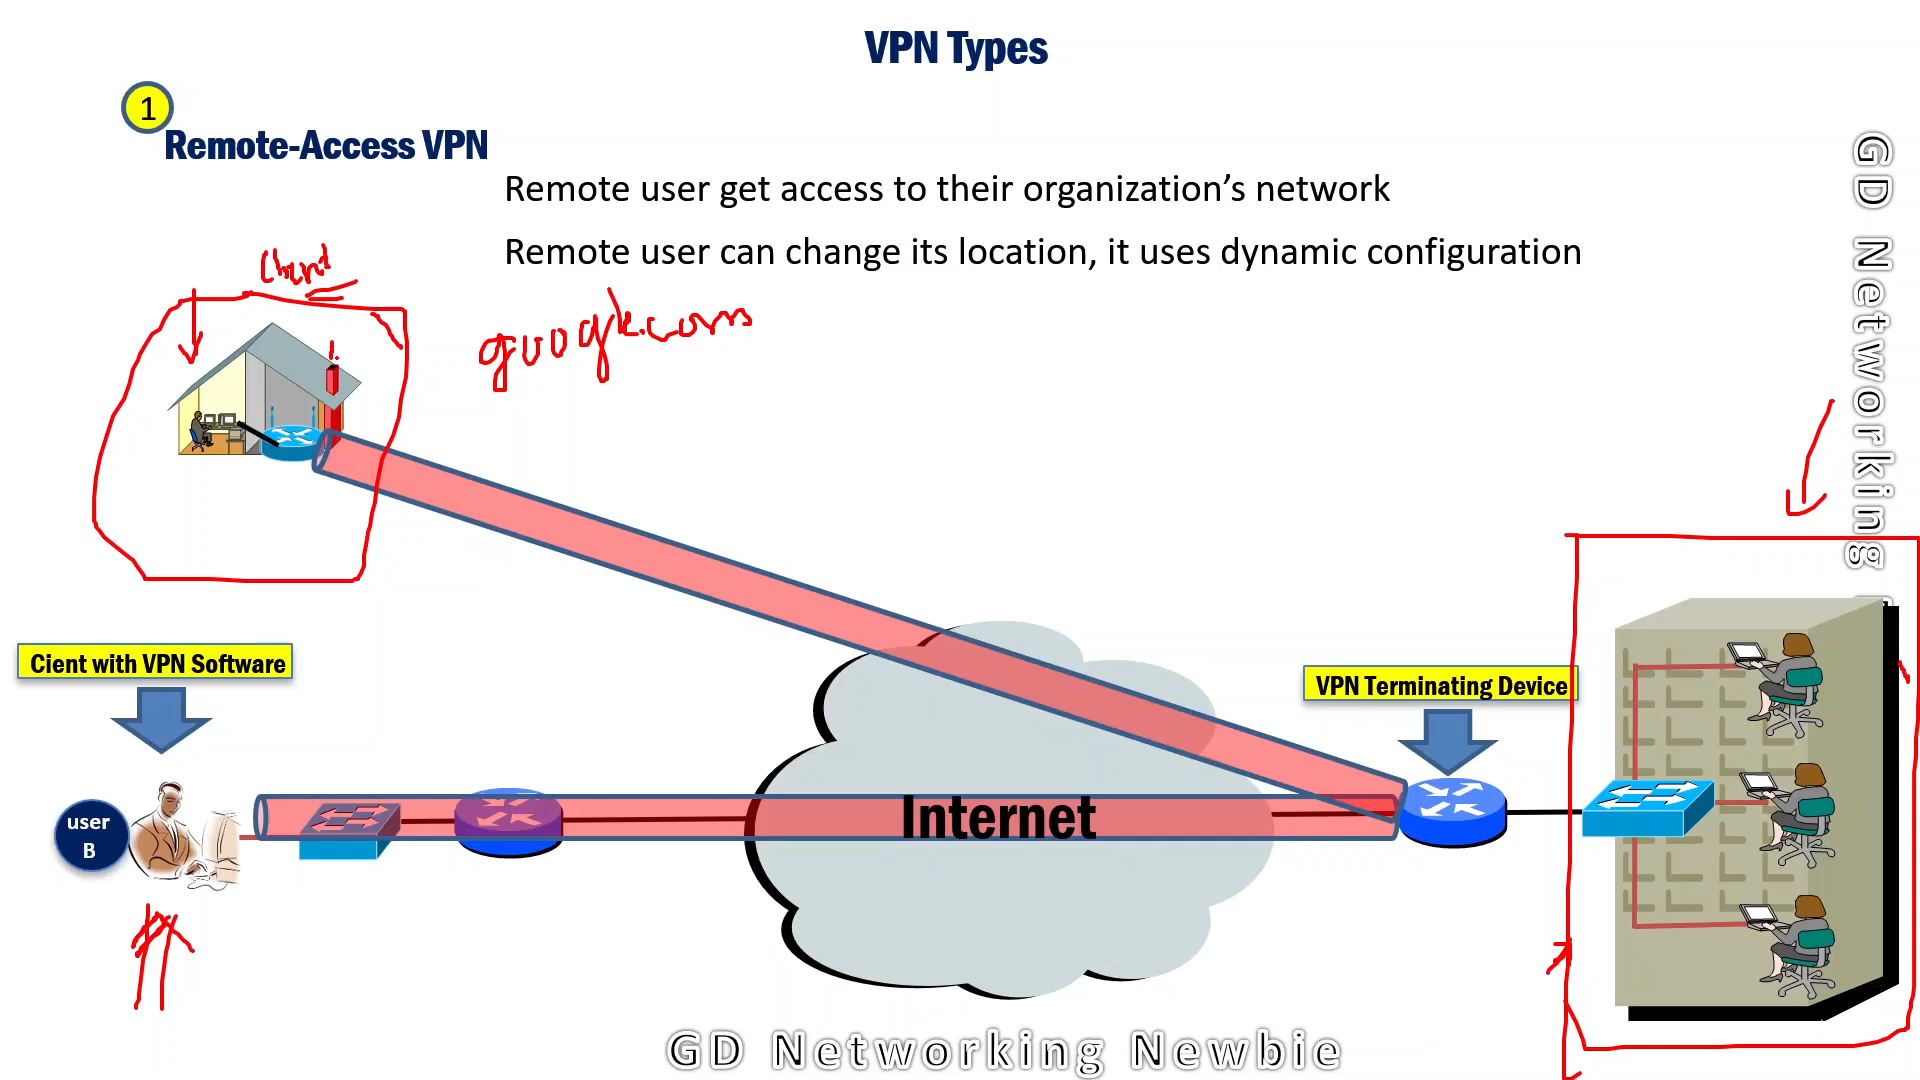 VPN Types
1
Remote-Access VPN
Remote user get access to their organization’s network
Remote user can change its location, it uses dynamic configuration
Client
google.com
GD Networking
Cient with VPN Software
VPN Terminating Device
user
B
Internet
GD Networking Newbie